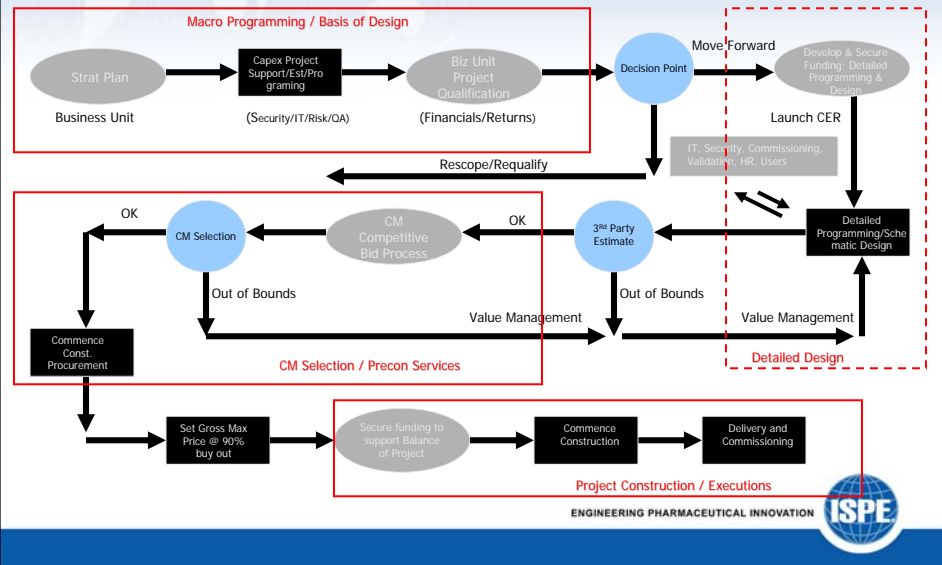 Macro Programming / Basis of Design
Strat Plan
Business Unit
Capex Project
Support/Est/Pro
graming
(Security/IT/Risk/QA)
Biz Unit
Project
Qualification
(Financials/Returns)
Decision Point
Move Forward
Develop & Secure
Funding; Detailed
Programming &
Design
Launch CER
IT, Security, Commissioning,
Validation, HR, Users
Rescope/Requalify
Detailed
Programming/Sche
matic Design
3Rd Party
Estimate
OK
CM
Competitive
Bid Process
CM Selection
OK
Out of Bounds
Value Management
Out of Bounds
Value Management
Detailed Design
Commence
Const.
Procurement
CM Selection / Precon Services
Set Gross Max
Price @ 90%
buy out
Secure funding to
support Balance
of Project
Commence
Construction
Delivery and
Commissioning
Project Construction / Executions
ENGINEERING PHARMACEUTICAL INNOVATION
ISPE